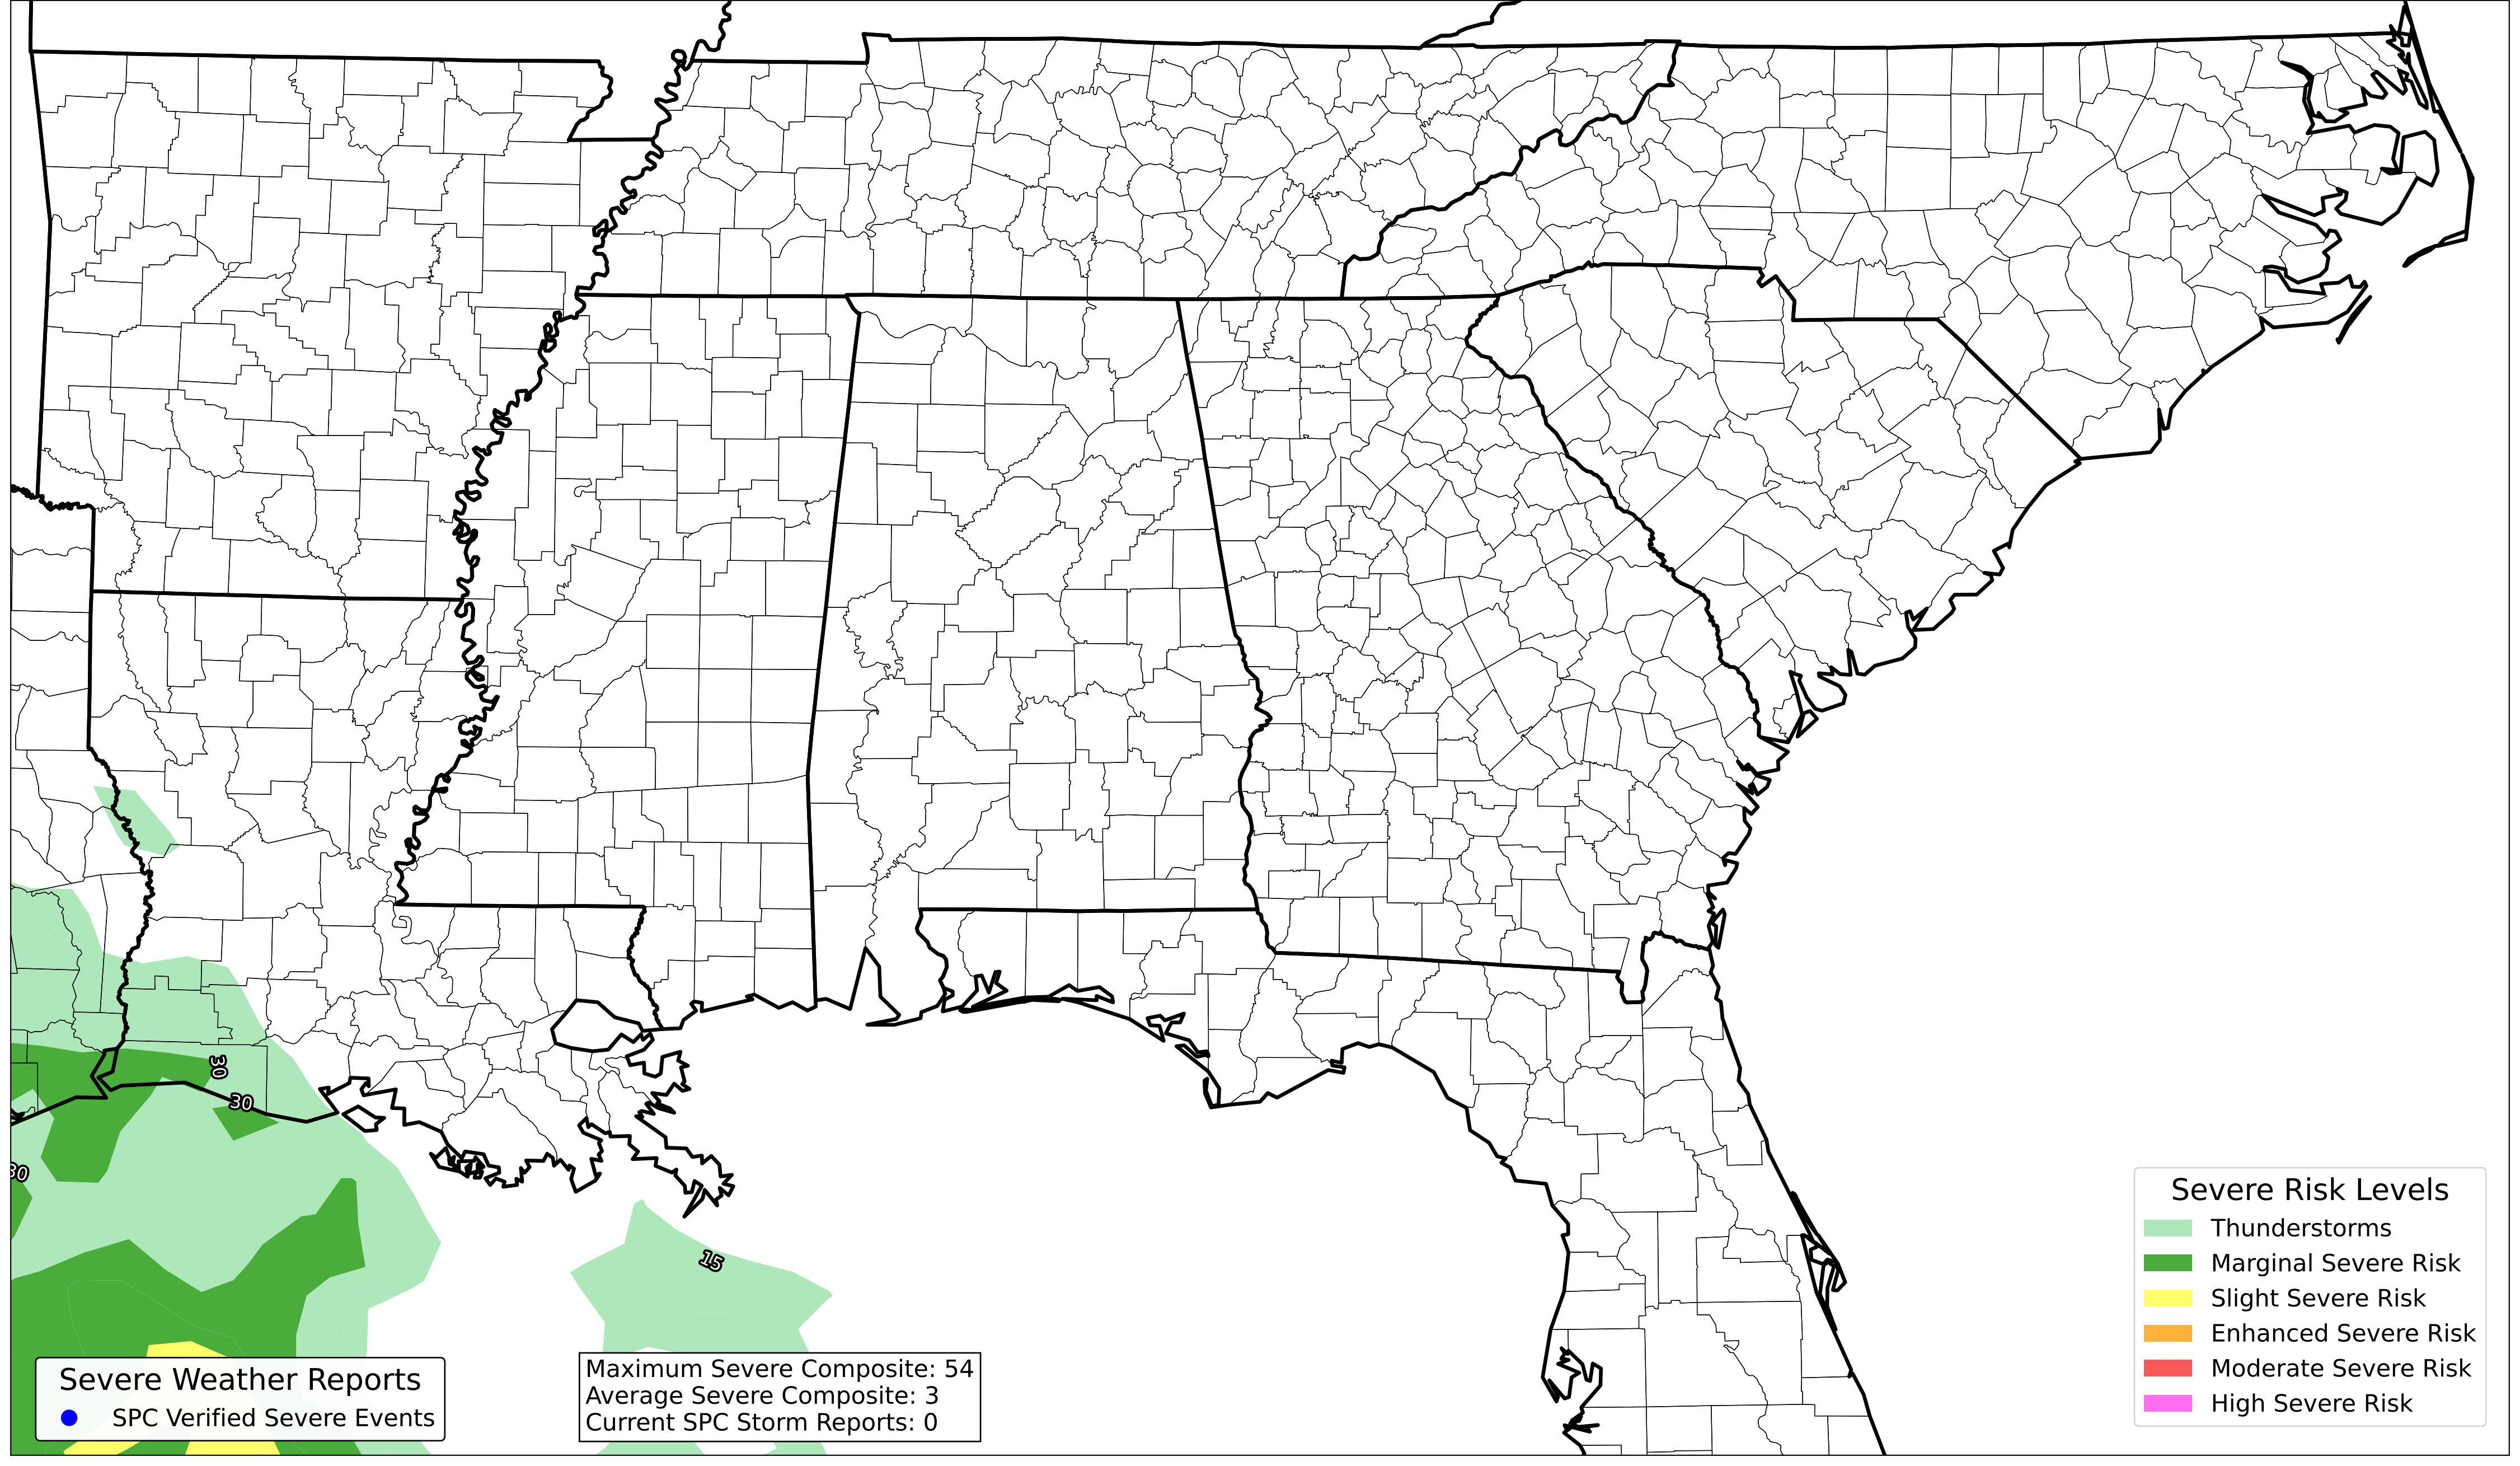 30
30
30
15
Severe Weather Reports
SPC Verified Severe Events
Maximum Severe Composite: 54
Average Severe Composite: 3
Current SPC Storm Reports: 0
Severe Risk Levels
Thunderstorms
Marginal Severe Risk
Slight Severe Risk
Enhanced Severe Risk
Moderate Severe Risk
High Severe Risk